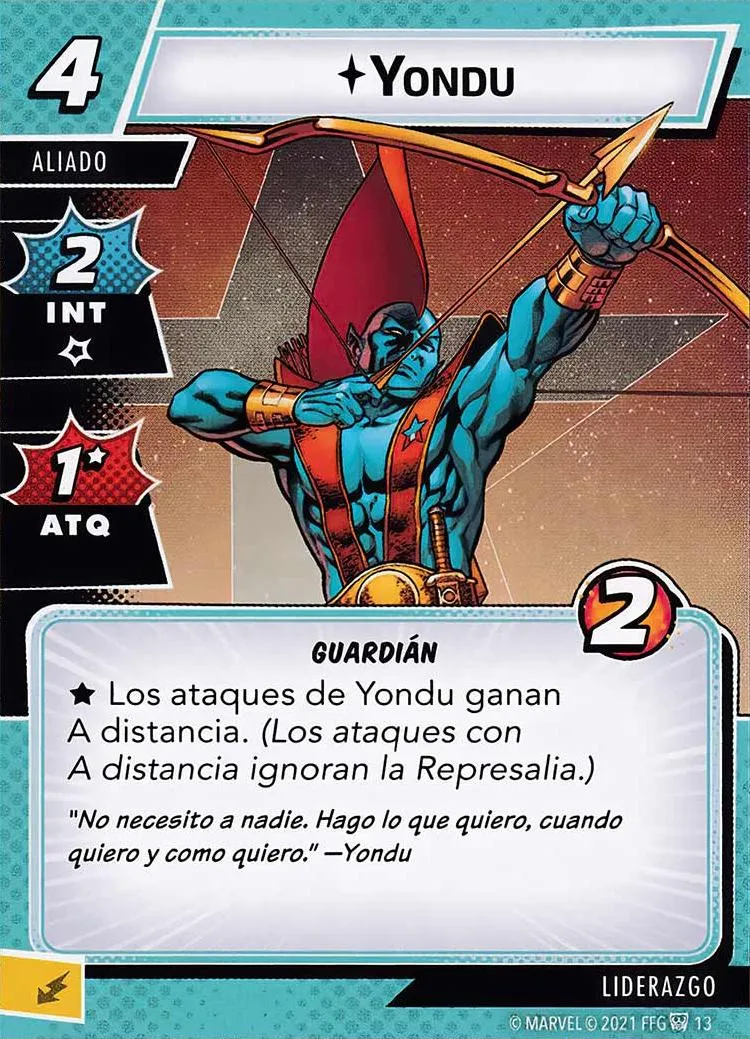 4
YONDU
ALIADO
2
INT
1
ATQ
2
GUARDIÁN
★ Los ataques de Yondu ganan
A distancia. (Los ataques con
A distancia ignoran la Represalia.)
"No necesito a nadie. Hago lo que quiero, cuando
quiero y como quiero." —Yondu
LIDERAZGO
© MARVEL © 2021 FFG 13